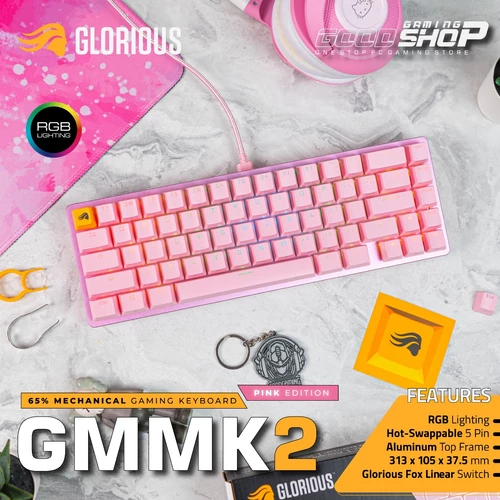 GLORIOUS
GAMING
GEEQ SHOP
ONE STOP PC GAMING STORE
RGB
LIGHTING
65% MECHANICAL GAMING KEYBOARD
PINK EDITION
GMMK2
FEATURES
RGB Lighting
Hot-Swappable 5 Pin
Aluminum Top Frame
313 x 105 x 37.5 mm
Glorious Fox Linear Switch
GLORIOUS